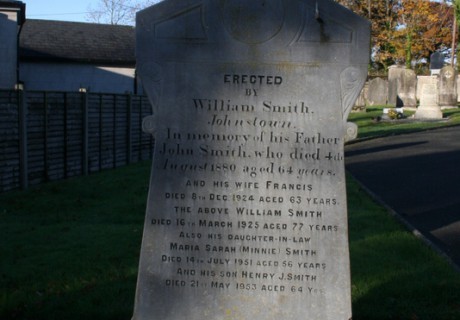 ERECTED
BY
William Smith,
Johnstown.
In memory of his Father
John Smith, who died 4th
August 1880 aged 64 years.
AND HIS WIFE FRANCIS
DIED 8TH DEC 1924 AGED 63 YEARS.
THE ABOVE WILLIAM SMITH
DIED 16TH MARCH 1925 AGED 77 YEARS
ALSO HIS DAUGHTER-IN-LAW
MARIA SARAH (MINNIE) SMITH
DIED 14TH JULY 1951 AGED 56 YEARS
AND HIS SON HENRY J. SMITH
DIED 21ST MAY 1953 AGED 64 YRS